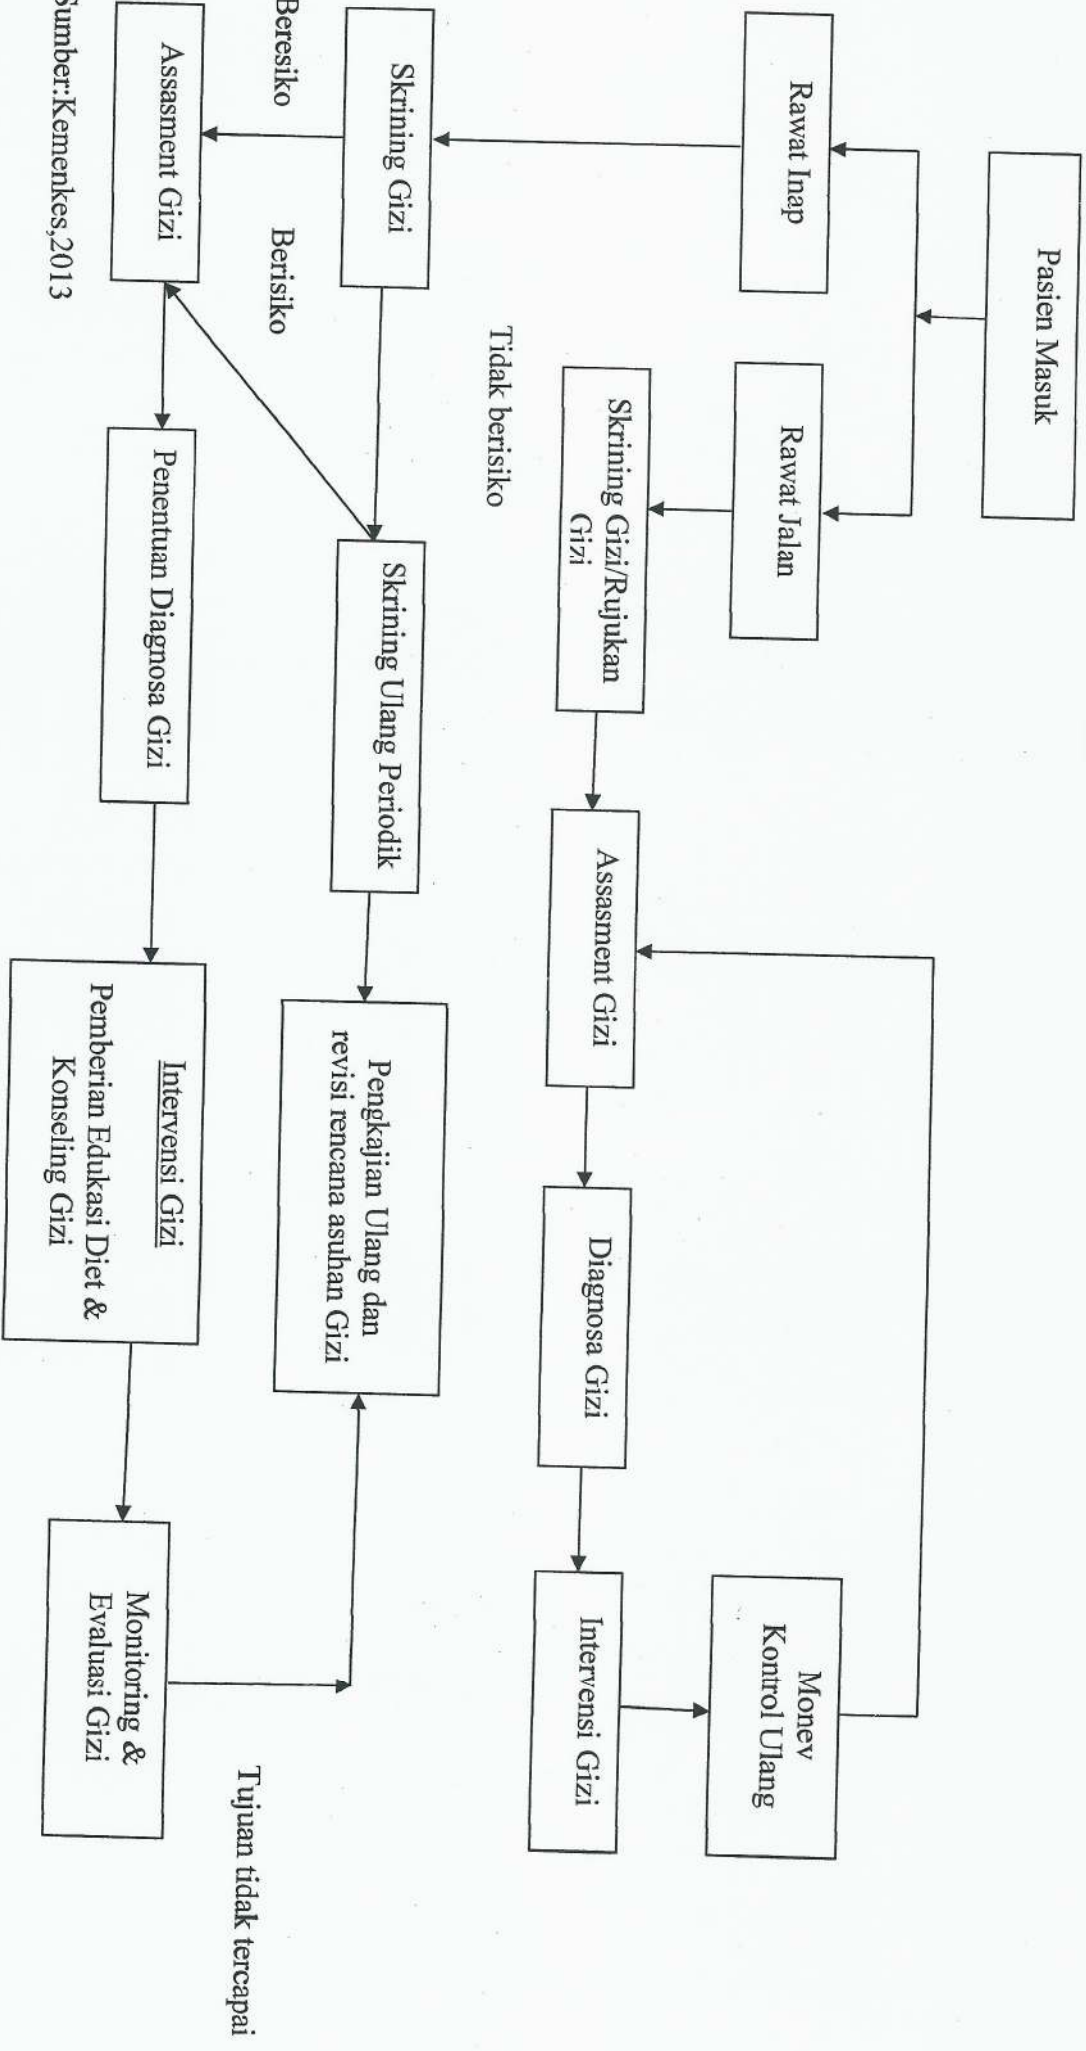 Pasien Masuk
Rawat Inap
Rawat Jalan
Monev
Kontrol Ulang
Skrining Gizi/Rujukan
Gizi
Assasment Gizi
Diagnosa Gizi
Intervensi Gizi
Tidak berisiko
Skrining Gizi
Skrining Ulang Periodik
Pengkajian Ulang dan
revisi rencana asuhan Gizi
Beresiko
Berisiko
Tujuan tidak tercapai
Assasment Gizi
Penentuan Diagnosa Gizi
Intervensi Gizi
Pemberian Edukasi Diet &
Konseling Gizi
Monitoring &
Evaluasi Gizi
Sumber:Kemenkes,2013